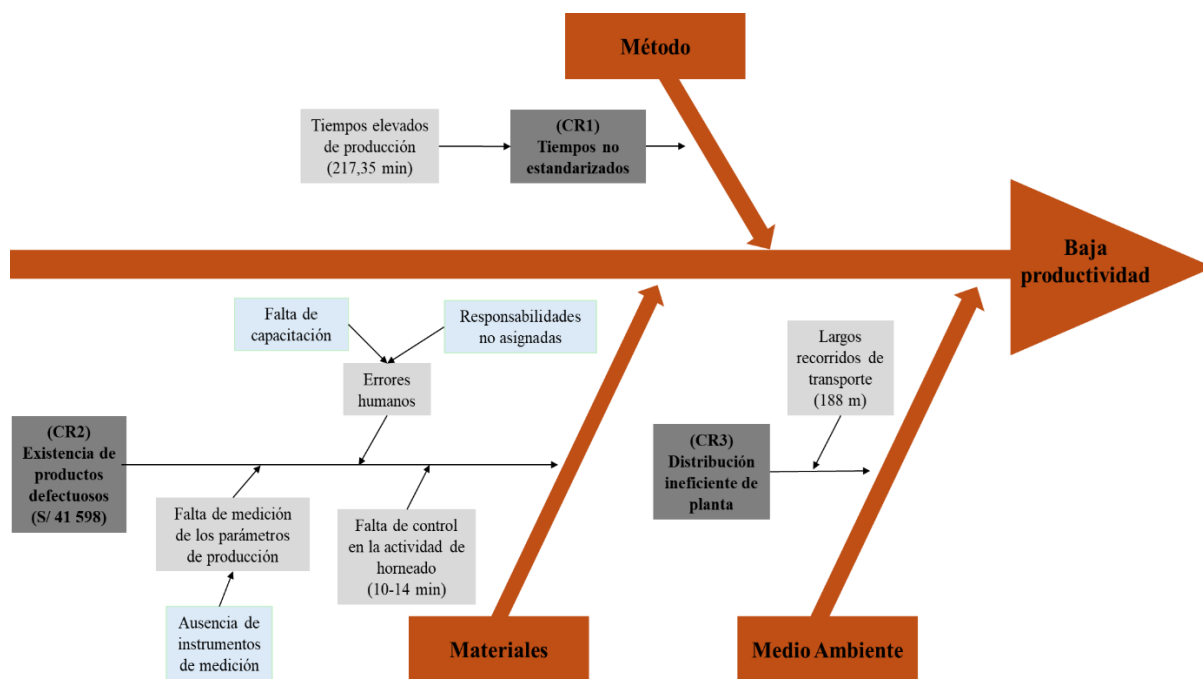 Método
Tiempos elevados
de producción
(217,35 min)
(CR1)
Tiempos no
estandarizados
Baja
productividad
Falta de
capacitación
Responsabilidades
no asignadas
Errores
humanos
Largos
recorridos de
transporte
(188 m)
(CR2)
Existencia de
productos
defectuosos
(S/ 41 598)
(CR3)
Distribución
ineficiente de
planta
Falta de medición
de los parámetros
de producción
Falta de control
en la actividad de
horneado
(10-14 min)
Ausencia de
instrumentos
de medición
Materiales
Medio Ambiente